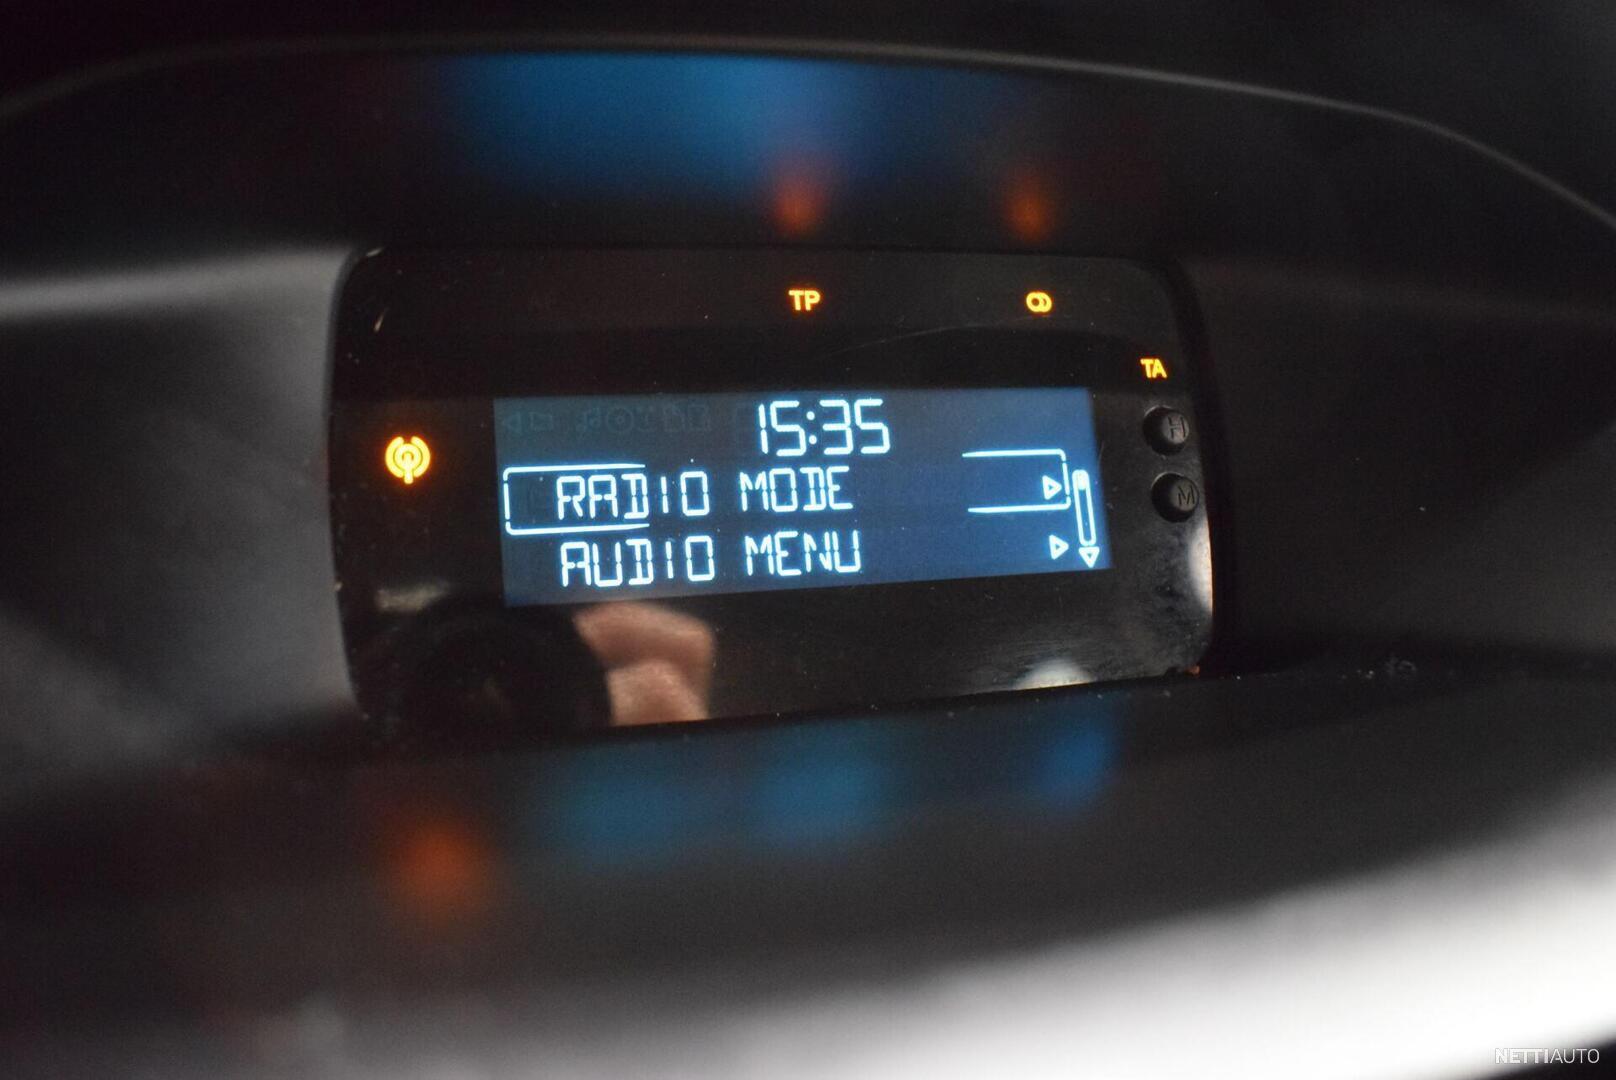 TP
TA
15:35
H
RADIO MODE
M
AUDIO MENU
NETTIAUTO